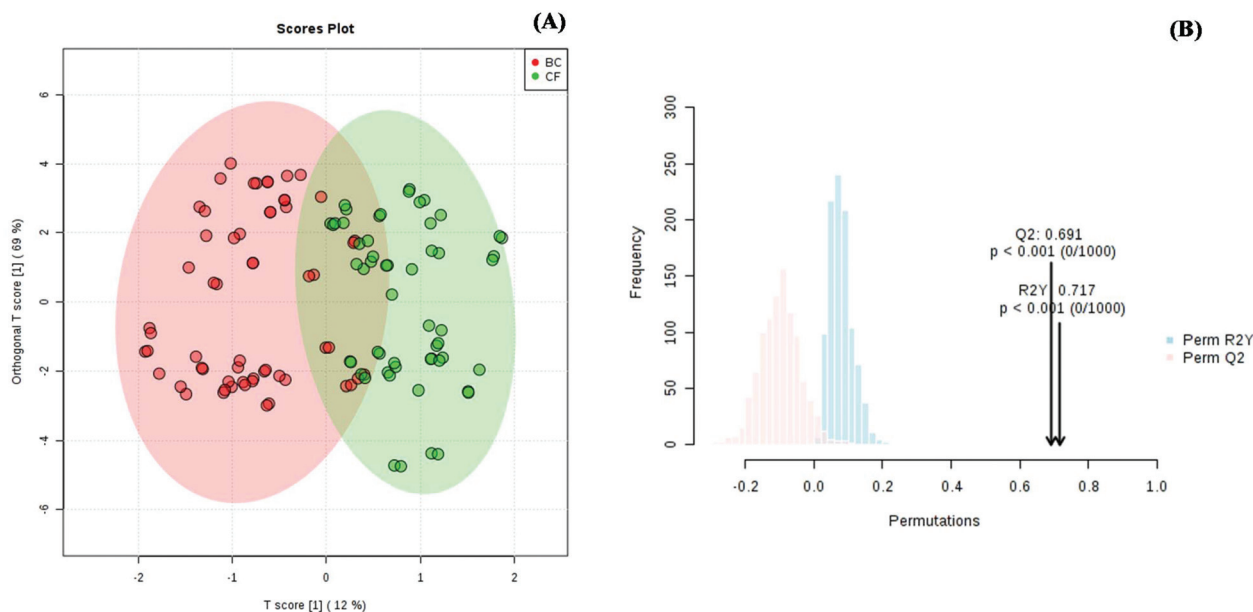 (A)
Scores Plot
BC
CF
6
4
2
0
-2
-4
-6
Orthogonal T score [1] ( 69 %)
-2
-1
0
1
2
T score [1] ( 12 %)
(B)
300
250
200
150
100
50
0
Frequency
Q2: 0.691
p < 0.001 (0/1000)
R2Y: 0.717
p < 0.001 (0/1000)
Perm R2Y
Perm Q2
-0.2
0.0
0.2
0.4
0.6
0.8
1.0
Permutations